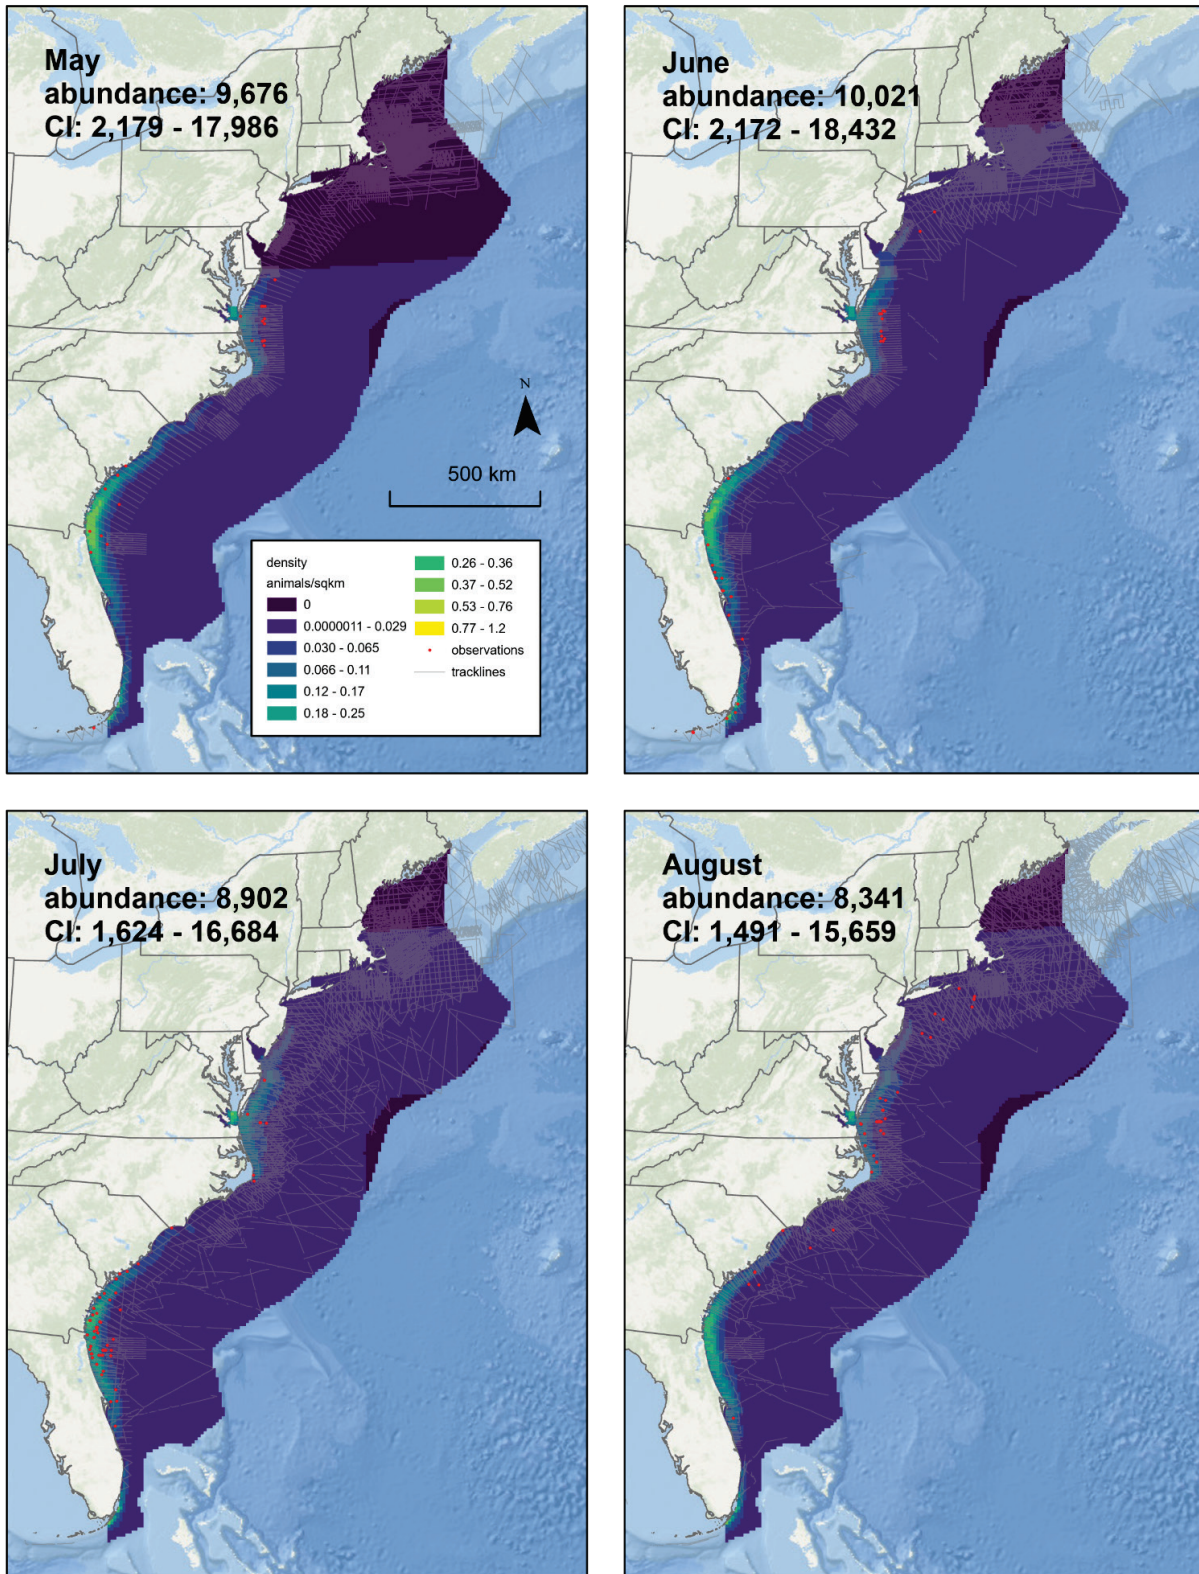 May
abundance: 9,676
CI: 2,179 - 17,986
N
500 km
density
animals/sqkm
0
0.0000011 - 0.029
0.030 - 0.065
0.066 - 0.11
0.12 - 0.17
0.18 - 0.25
0.26 - 0.36
0.37 - 0.52
0.53 - 0.76
0.77 - 1.2
observations
tracklines
June
abundance: 10,021
CI: 2,172 - 18,432
July
abundance: 8,902
CI: 1,624 - 16,684
August
abundance: 8,341
CI: 1,491 - 15,659